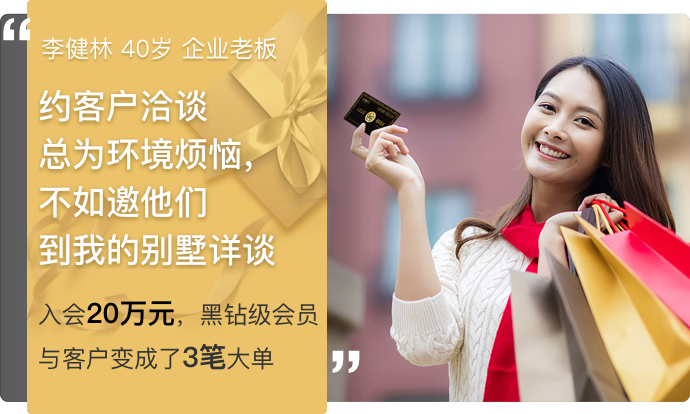 李健林 40岁 企业老板
约客户洽谈
总为环境烦恼,
不如邀他们
到我的别墅详谈
入会20万元，黑钻级会员
与客户变成了3笔大单